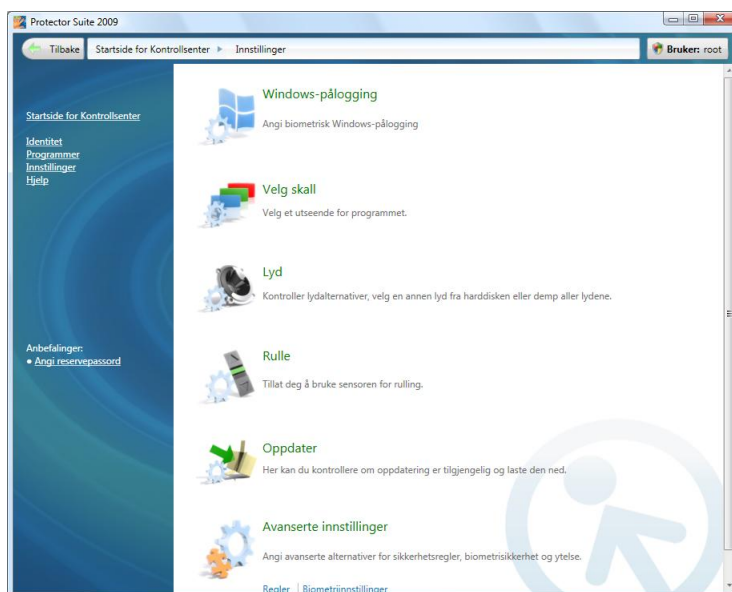 Protector Suite 2009
Tilbake Startside for Kontrollsenter Innstillinger Bruker: root
Startside for Kontrollsenter
Identitet
Programmer
Innstillinger
Hjelp
Anbefalinger:
• Angi reservepassord
Windows-pålogging
Angi biometrisk Windows-pålogging
Velg skall
Velg et utseende for programmet.
Lyd
Kontroller lydalternativer, velg en annen lyd fra harddisken eller demp aller lydene.
Rulle
Tillat deg å bruke sensoren for rulling.
Oppdater
Her kan du kontrollere om oppdatering er tilgjengelig og laste den ned.
Avanserte innstillinger
Angi avanserte alternativer for sikkerhetsregler, biometrisikkerhet og ytelse.
Regler | Biometriinnstillinger